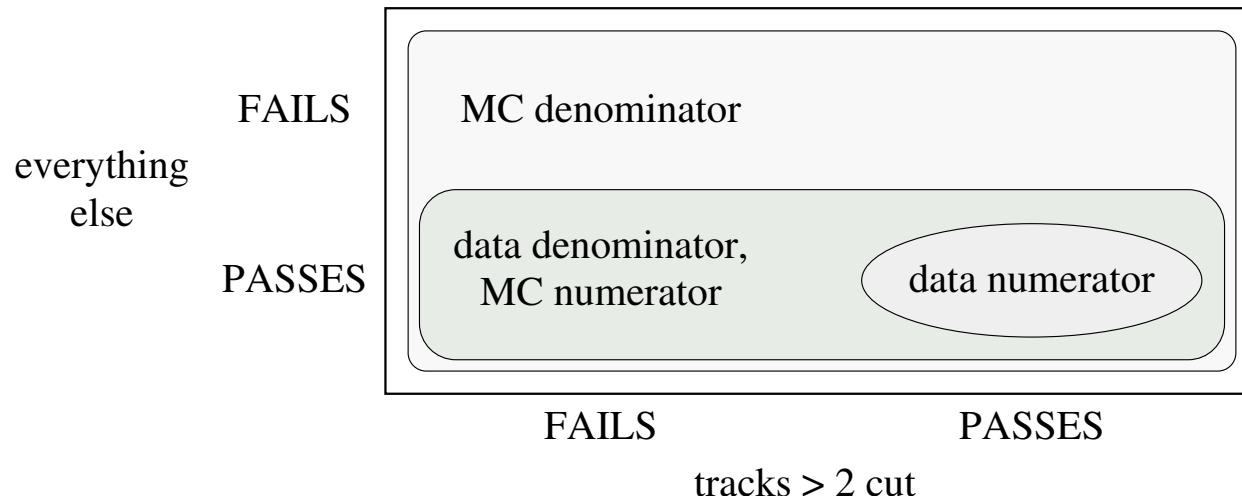 FAILS
MC denominator
everything
else
PASSES
data denominator,
MC numerator
data numerator
FAILS
PASSES
tracks > 2 cut